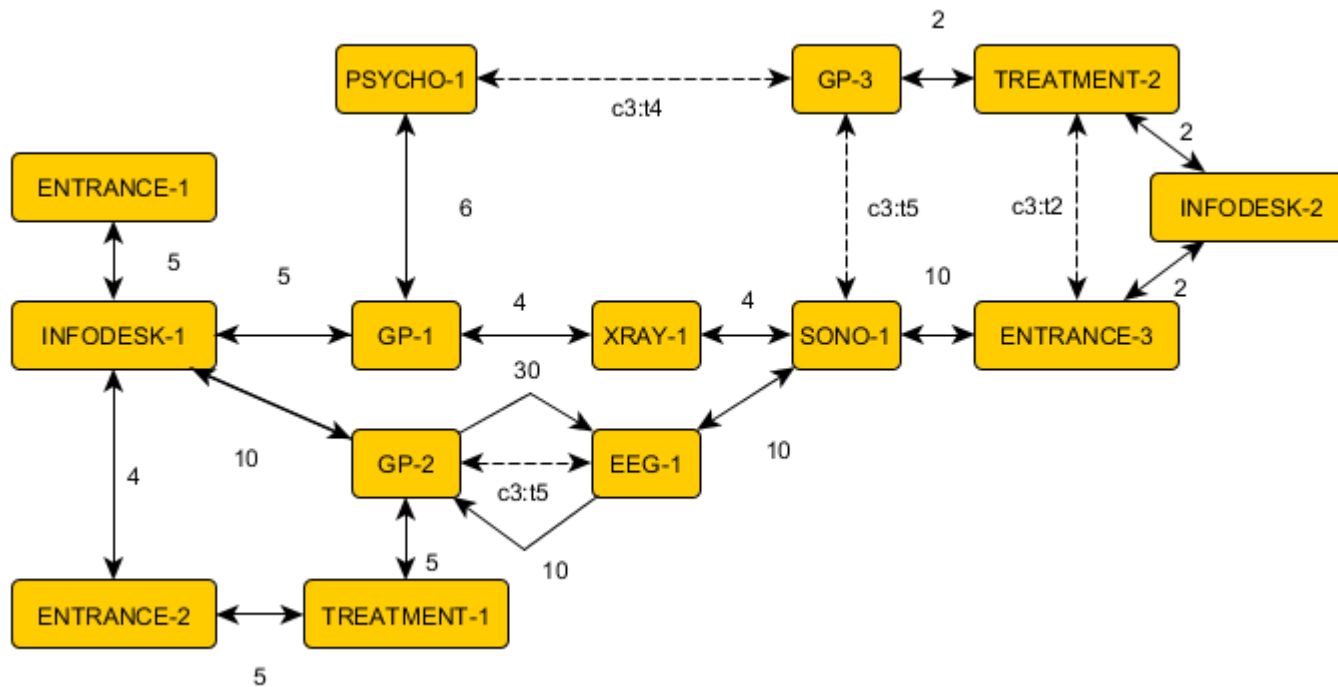 2
PSYCHO-1
GP-3
TREATMENT-2
c3:t4
2
ENTRANCE-1
6
c3:t5
c3:t2
INFODESK-2
5
5
4
4
10
2
INFODESK-1
GP-1
XRAY-1
SONO-1
ENTRANCE-3
30
10
GP-2
EEG-1
10
4
c3:t5
5
10
ENTRANCE-2
TREATMENT-1
5